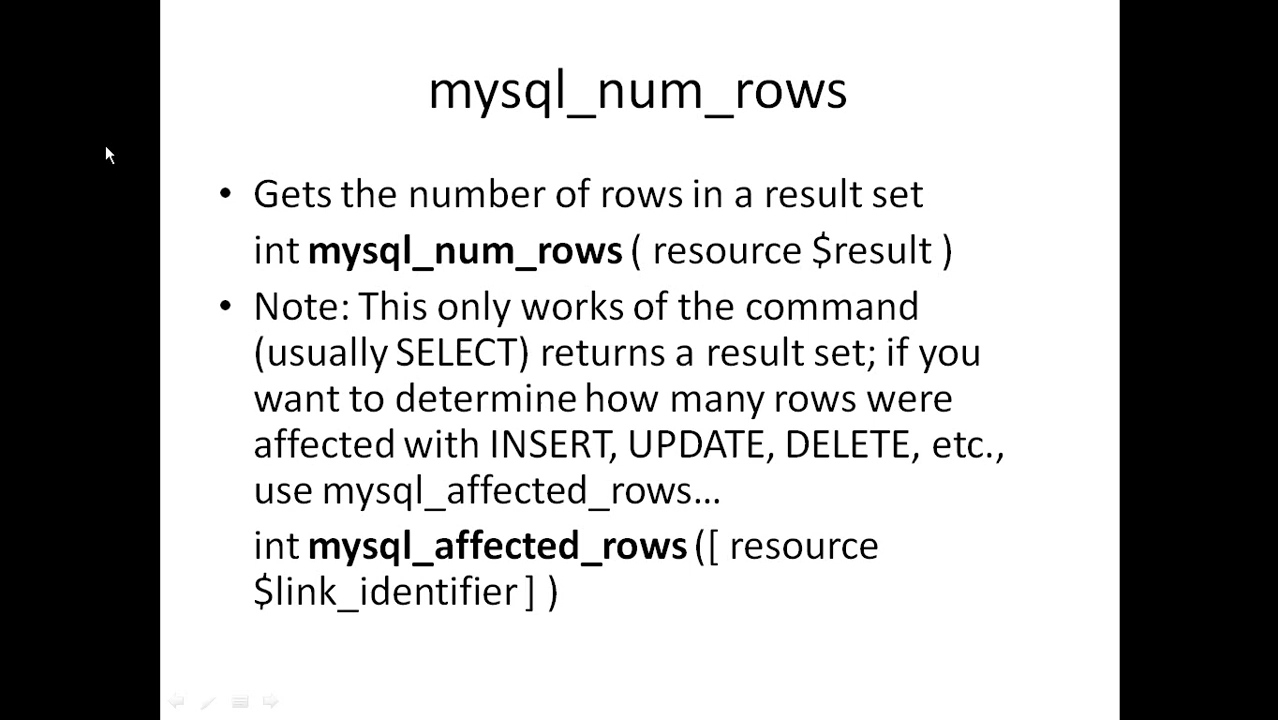 mysql_num_rows
• Gets the number of rows in a result set
int mysql_num_rows ( resource $result )
• Note: This only works of the command
(usually SELECT) returns a result set; if you
want to determine how many rows were
affected with INSERT, UPDATE, DELETE, etc.,
use mysql_affected_rows…
int mysql_affected_rows ([ resource
$link_identifier ] )